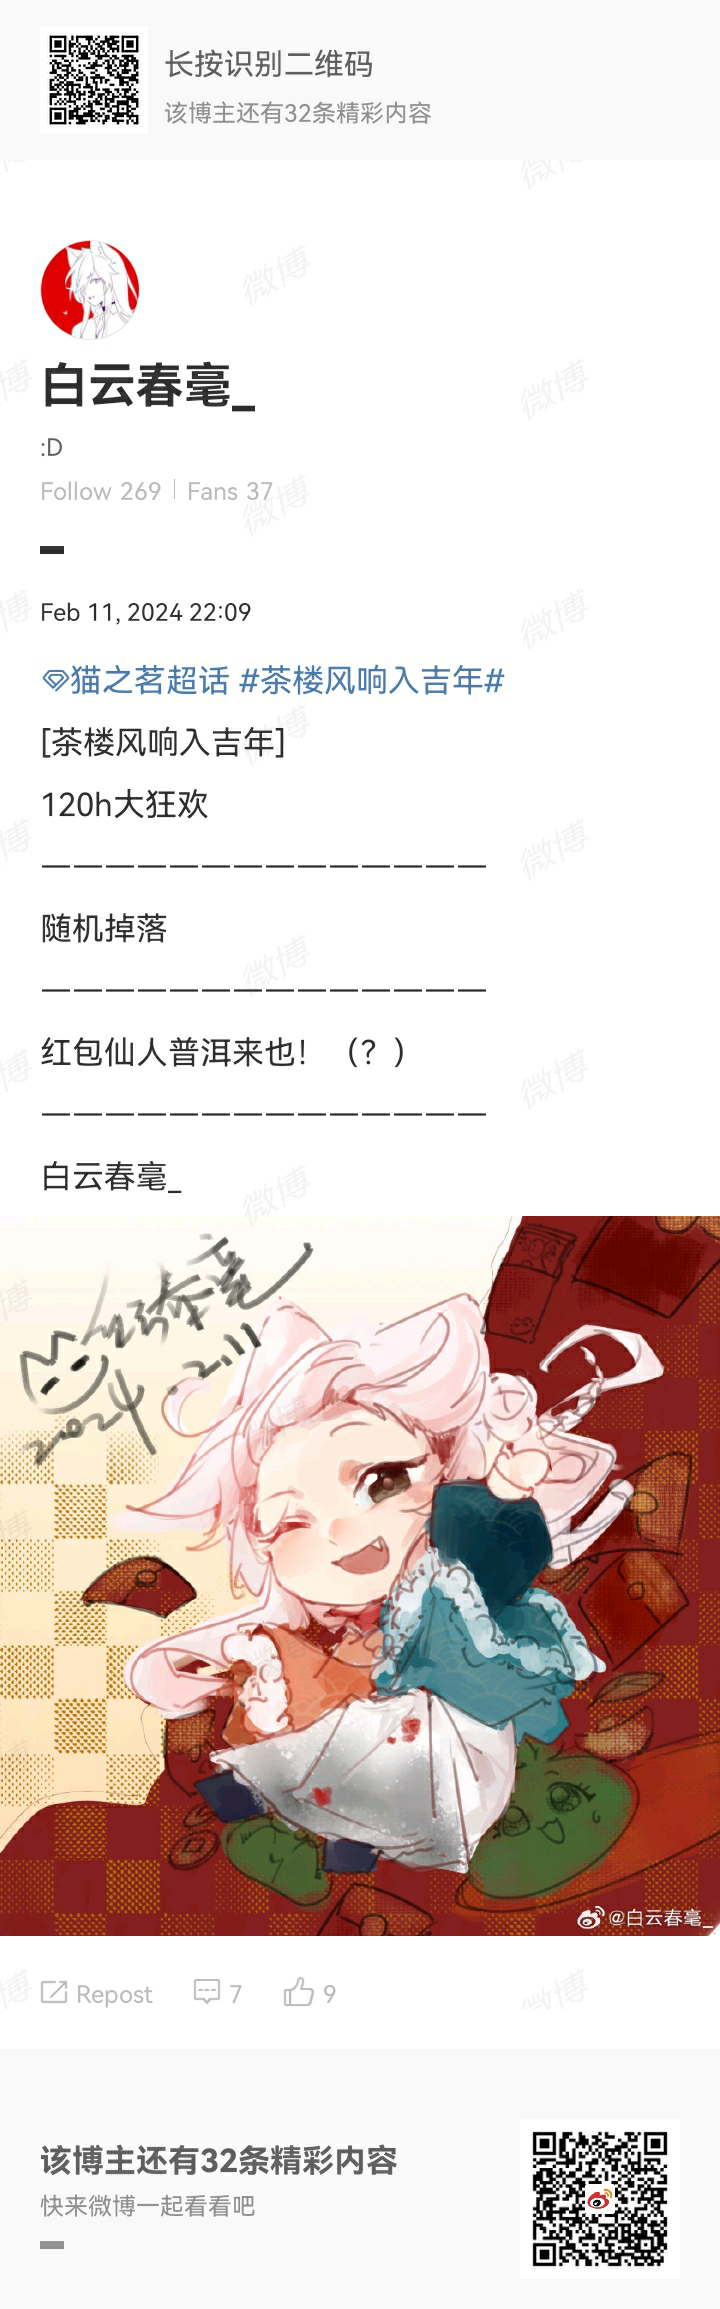 长按识别二维码
该博主还有32条精彩内容
白云春毫_
:D
Follow 269 | Fans 37
Feb 11, 2024 22:09
猫之茗超话 #茶楼风响入吉年#
[茶楼风响入吉年]
120h大狂欢
——————————————
随机掉落
——————————————
红包仙人普洱来也！（？）
——————————————
白云春毫_
2024.2.11
@白云春毫_
Repost 7 9
该博主还有32条精彩内容
快来微博一起看看吧
微博